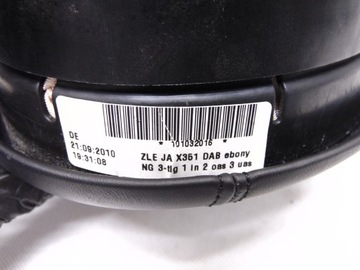 * 101032016 *
DE
21:09:2010
19:31:08
ZLE JA X351 DAB ebony
NG 3-tlg 1 in 2 oas 3 uas